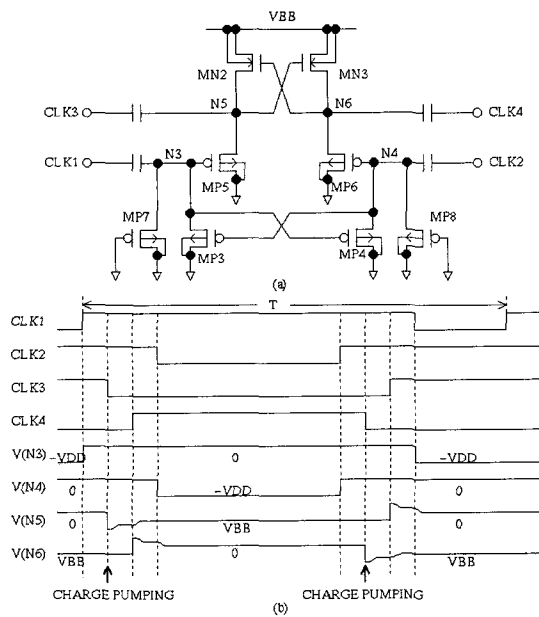 VBB
MN2 MN3
N5 N6
CLK3 CLK4
CLK1 N3 N4 CLK2
MP5 MP6
MP7 MP8
MP3 MP4
(a)
T
CLK1
CLK2
CLK3
CLK4
V(N3) -VDD 0 -VDD
V(N4) 0 -VDD 0
V(N5) 0 VBB 0
V(N6) VBB 0 VBB
CHARGE PUMPING CHARGE PUMPING
(b)